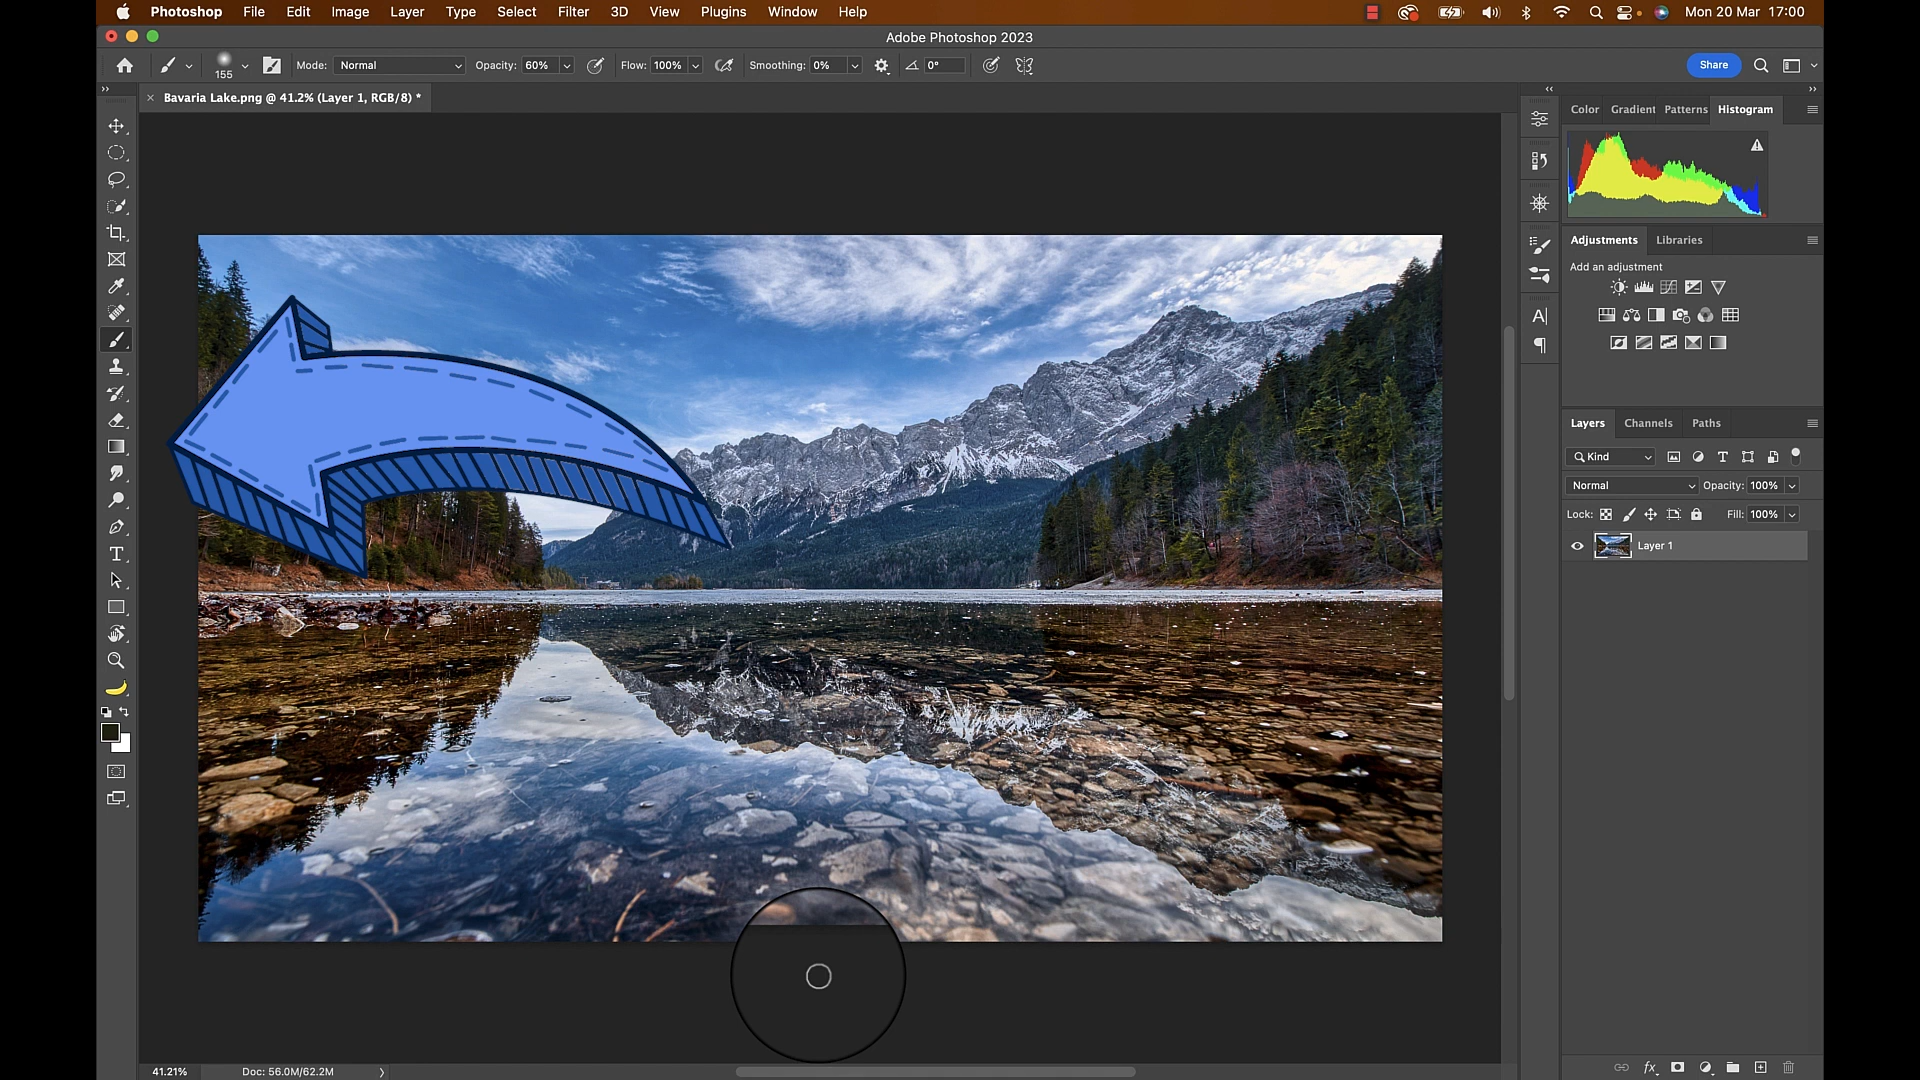 Photoshop File Edit Image Layer Type Select Filter 3D View Plugins Window Help Mon 20 Mar 17:00
Adobe Photoshop 2023
155 Mode: Normal Opacity: 60% Flow: 100% Smoothing: 0% 0° Share
× Bavaria Lake.png @ 41.2% (Layer 1, RGB/8) *
Color Gradient Patterns Histogram
Adjustments Libraries
Add an adjustment
Layers Channels Paths
Kind
Normal Opacity: 100%
Lock: Fill: 100%
Layer 1
41.21% Doc: 56.0M/62.2M